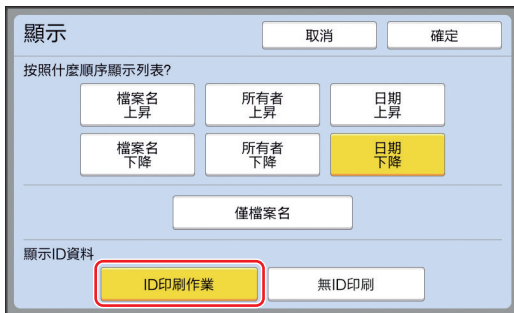 顯示
取消
確定
按照什麼順序顯示列表?
檔案名
上昇
所有者
上昇
日期
上昇
檔案名
下降
所有者
下降
日期
下降
僅檔案名
顯示ID資料
ID印刷作業
無ID印刷